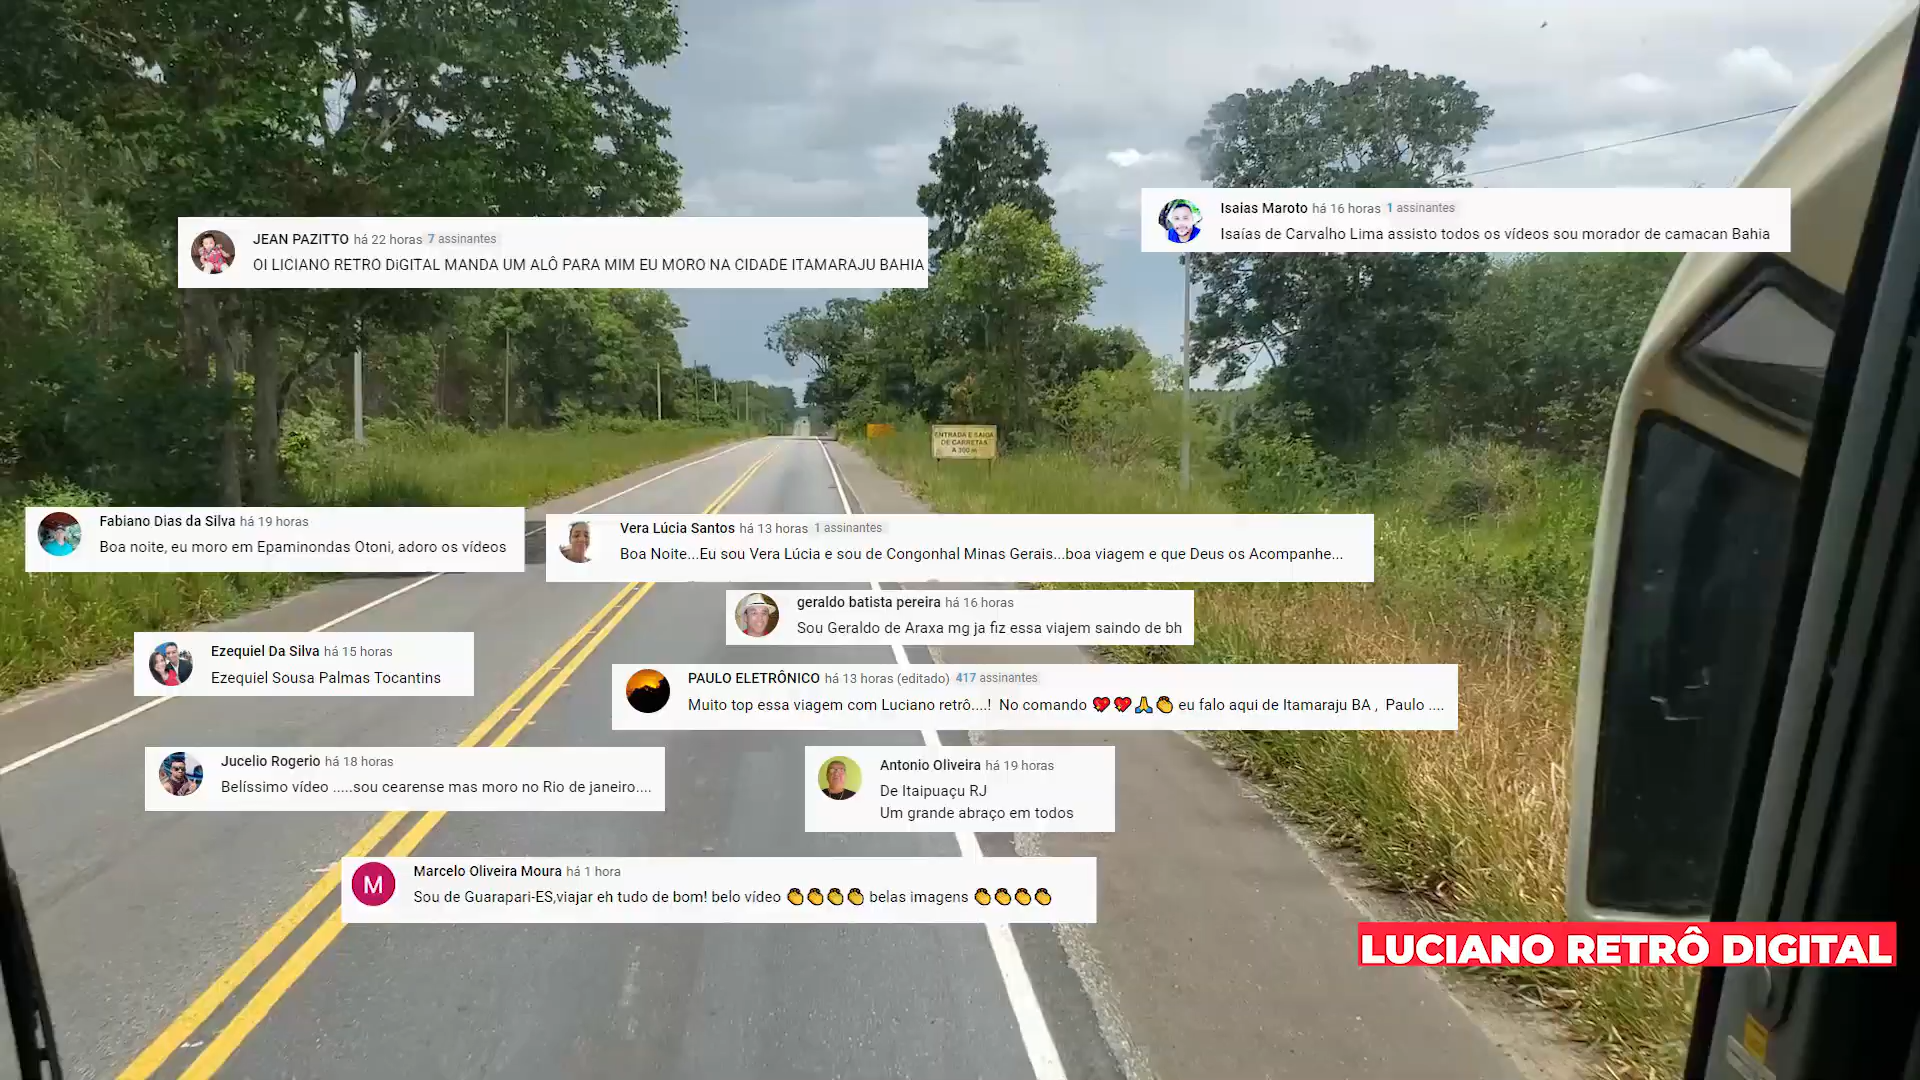 Isaias Maroto há 16 horas 1 assinantes
Isaías de Carvalho Lima assisto todos os vídeos sou morador de camacan Bahia
JEAN PAZITTO há 22 horas 7 assinantes
OI LICIANO RETRO DiGITAL MANDA UM ALÔ PARA MIM EU MORO NA CIDADE ITAMARAJU BAHIA
ENTRADA E SAIDA
DE CARRETAS
A 300 m
Fabiano Dias da Silva há 19 horas
Boa noite, eu moro em Epaminondas Otoni, adoro os vídeos
Vera Lúcia Santos há 13 horas 1 assinantes
Boa Noite...Eu sou Vera Lúcia e sou de Congonhal Minas Gerais...boa viagem e que Deus os Acompanhe...
geraldo batista pereira há 16 horas
Sou Geraldo de Araxa mg ja fiz essa viajem saindo de bh
Ezequiel Da Silva há 15 horas
Ezequiel Sousa Palmas Tocantins
PAULO ELETRÔNICO há 13 horas (editado) 417 assinantes
Muito top essa viagem com Luciano retrô....! No comando 💖💖🙏👏 eu falo aqui de Itamaraju BA , Paulo ....
Jucelio Rogerio há 18 horas
Belíssimo vídeo .....sou cearense mas moro no Rio de janeiro....
Antonio Oliveira há 19 horas
De Itaipuaçu RJ
Um grande abraço em todos
M
Marcelo Oliveira Moura há 1 hora
Sou de Guarapari-ES,viajar eh tudo de bom! belo vídeo 👏👏👏👏 belas imagens 👏👏👏👏
LUCIANO RETRÔ DIGITAL